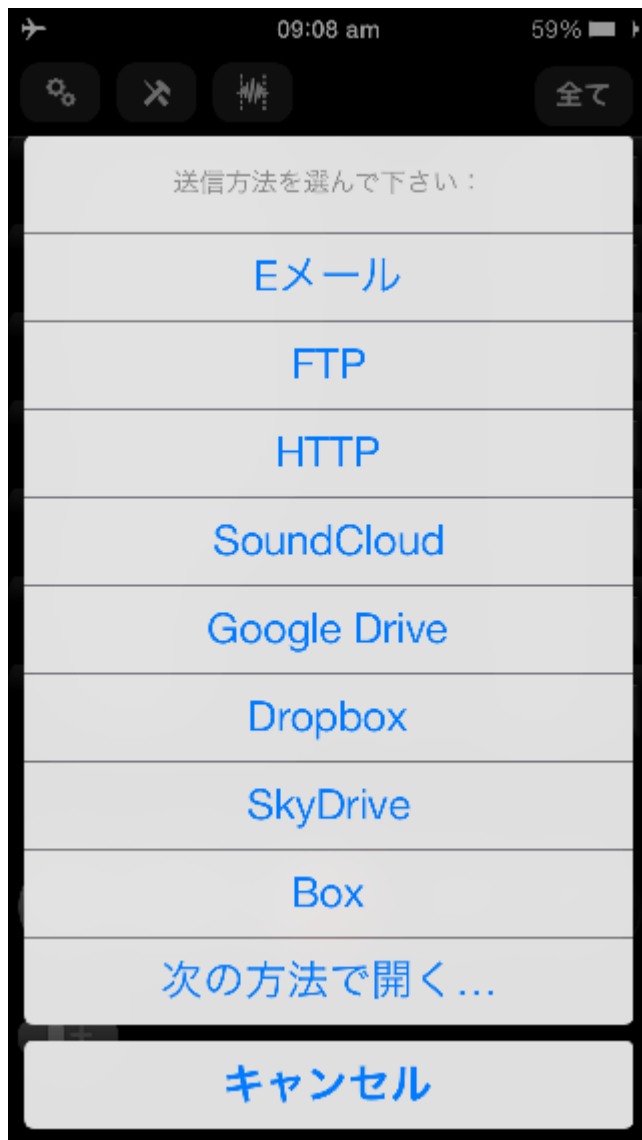 09:08 am
59%
全て
送信方法を選んで下さい：
Eメール
FTP
HTTP
SoundCloud
Google Drive
Dropbox
SkyDrive
Box
次の方法で開く...
キャンセル